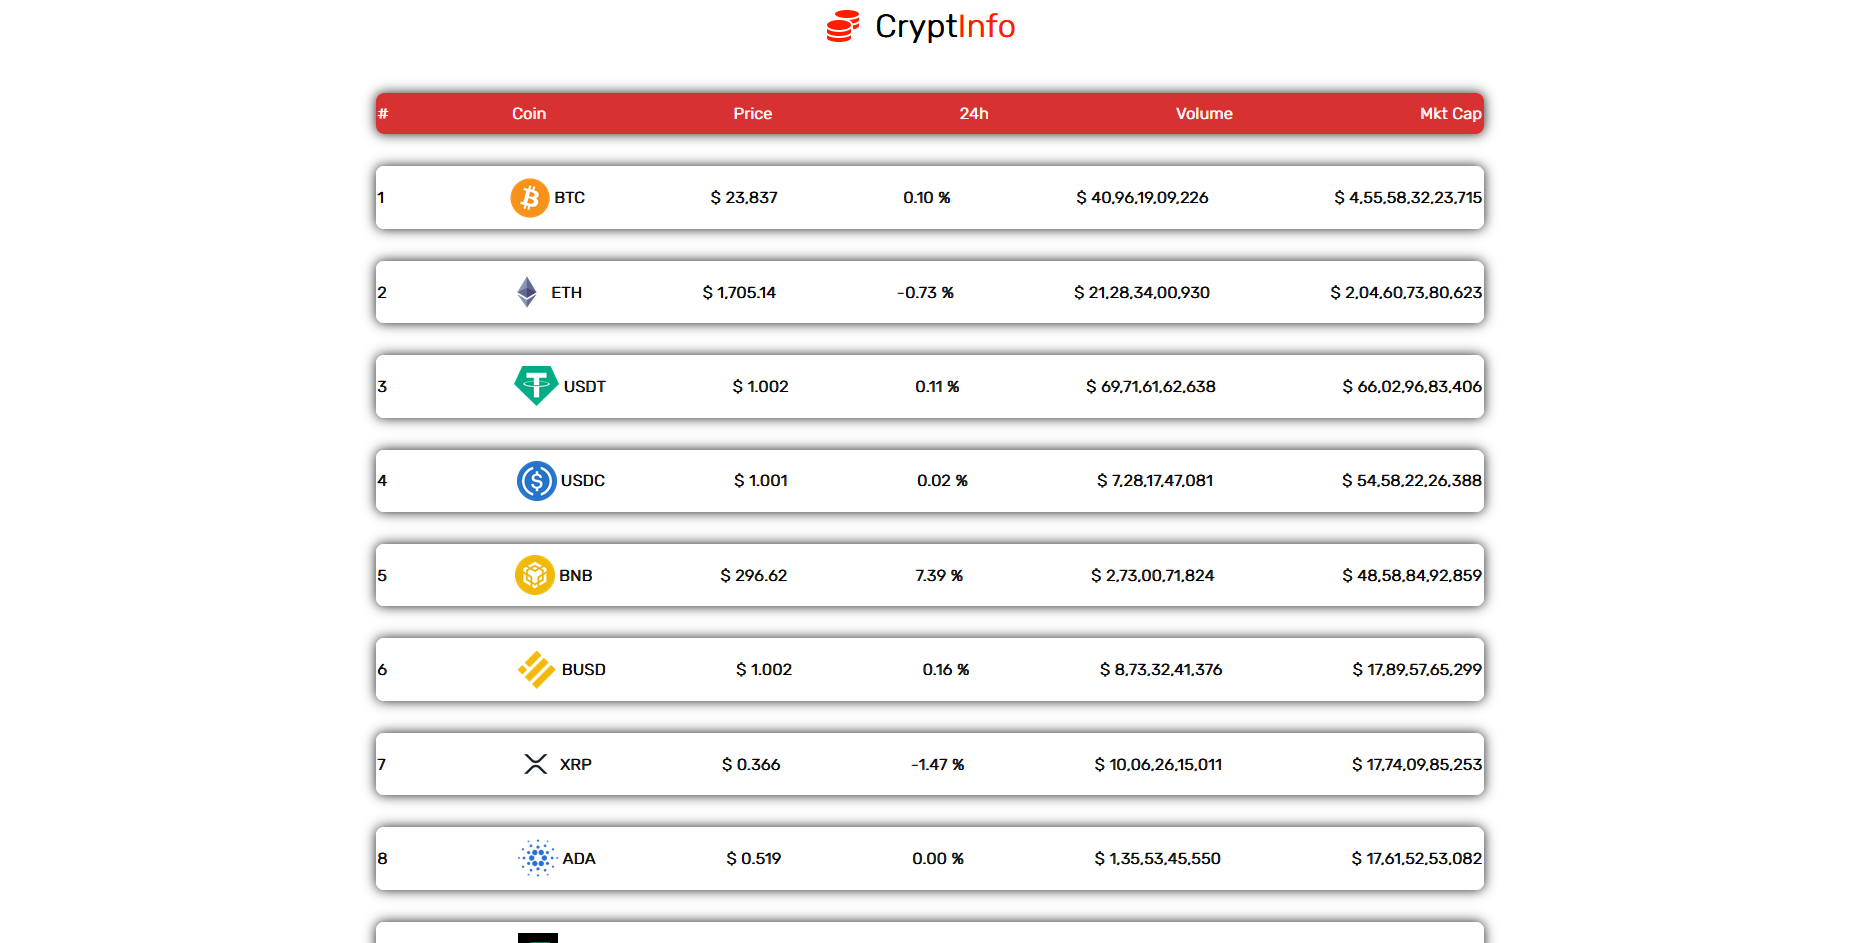 CryptInfo
# Coin Price 24h Volume Mkt Cap
1 BTC $ 23,837 0.10 % $ 40,96,19,09,226 $ 4,55,58,32,23,715
2 ETH $ 1,705.14 -0.73 % $ 21,28,34,00,930 $ 2,04,60,73,80,623
3 USDT $ 1.002 0.11 % $ 69,71,61,62,638 $ 66,02,96,83,406
4 USDC $ 1.001 0.02 % $ 7,28,17,47,081 $ 54,58,22,26,388
5 BNB $ 296.62 7.39 % $ 2,73,00,71,824 $ 48,58,84,92,859
6 BUSD $ 1.002 0.16 % $ 8,73,32,41,376 $ 17,89,57,65,299
7 XRP $ 0.366 -1.47 % $ 10,06,26,15,011 $ 17,74,09,85,253
8 ADA $ 0.519 0.00 % $ 1,35,53,45,550 $ 17,61,52,53,082